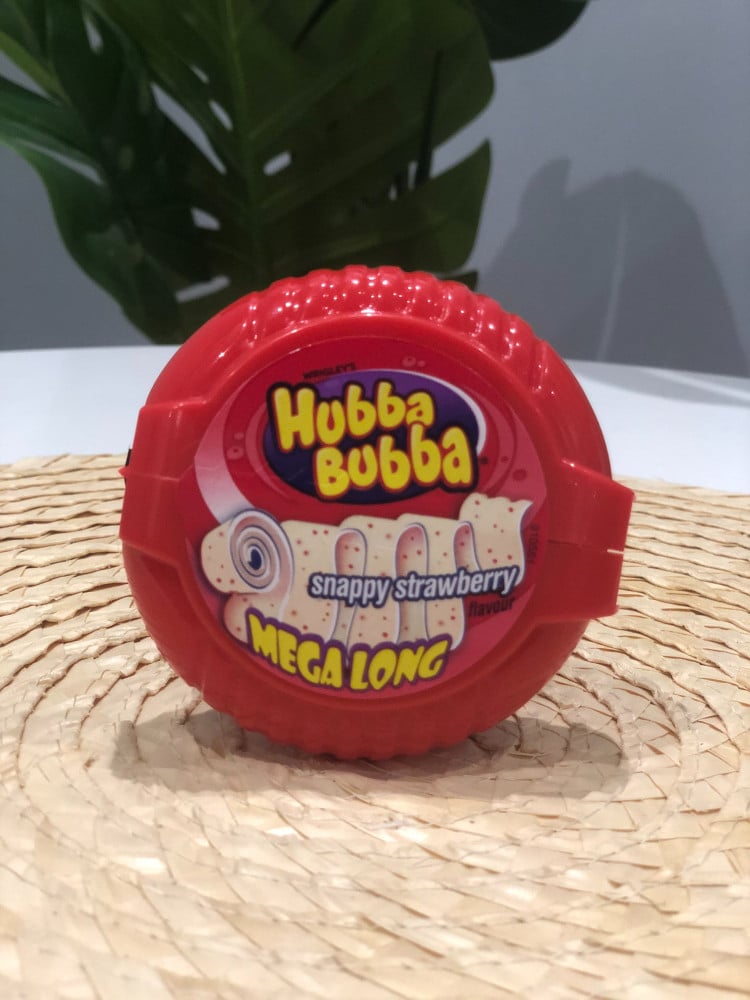 WRIGLEY'S
Hubba
Bubba
snappy strawberry
flavour
MEGA LONG